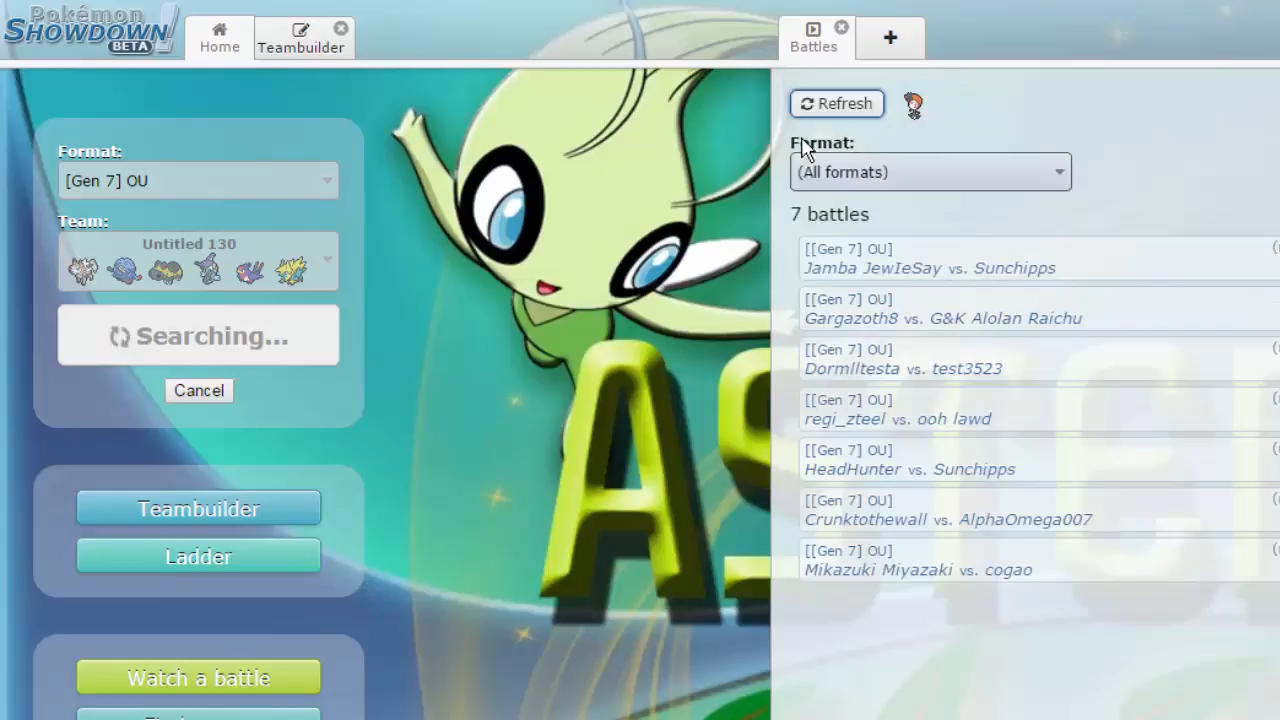 Pokémon
SHOWDOWN!
BETA
Home
Teambuilder
Battles
+
Format:
[Gen 7] OU
Team:
Untitled 130
Searching...
Cancel
Teambuilder
Ladder
Watch a battle
Refresh
Format:
(All formats)
7 battles
[[Gen 7] OU]
Jamba JewIeSay vs. Sunchipps
[[Gen 7] OU]
Gargazoth8 vs. G&K Alolan Raichu
[[Gen 7] OU]
Dormlltesta vs. test3523
[[Gen 7] OU]
regi_zteel vs. ooh lawd
[[Gen 7] OU]
HeadHunter vs. Sunchipps
[[Gen 7] OU]
Crunktothewall vs. AlphaOmega007
[[Gen 7] OU]
Mikazuki Miyazaki vs. cogao